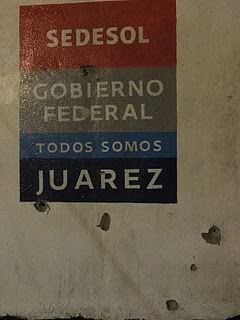 SEDESOL
GOBIERNO
FEDERAL
TODOS SOMOS
JUAREZ